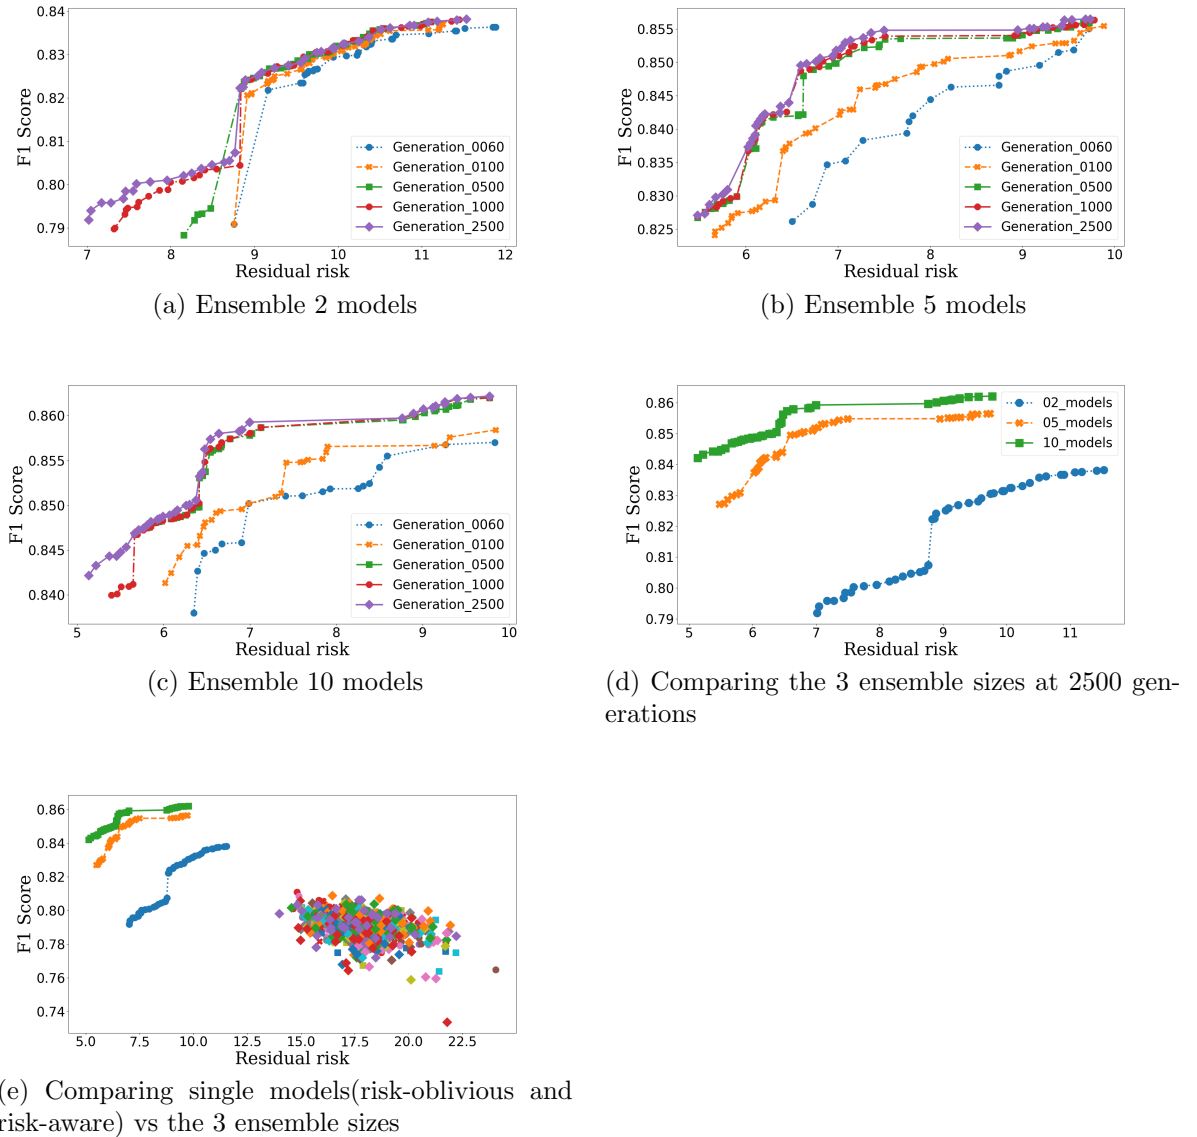 0.84
0.83
0.82
0.81
0.80
0.79
F1 Score
7 8 9 10 11 12
Residual risk
Generation_0060
Generation_0100
Generation_0500
Generation_1000
Generation_2500
(a) Ensemble 2 models
0.855
0.850
0.845
0.840
0.835
0.830
0.825
F1 Score
6 7 8 9 10
Residual risk
Generation_0060
Generation_0100
Generation_0500
Generation_1000
Generation_2500
(b) Ensemble 5 models
0.860
0.855
0.850
0.845
0.840
F1 Score
5 6 7 8 9 10
Residual risk
Generation_0060
Generation_0100
Generation_0500
Generation_1000
Generation_2500
(c) Ensemble 10 models
0.86
0.85
0.84
0.83
0.82
0.81
0.80
0.79
F1 Score
5 6 7 8 9 10 11
Residual risk
02_models
05_models
10_models
(d) Comparing the 3 ensemble sizes at 2500 gen-
erations
0.86
0.84
0.82
0.80
0.78
0.76
0.74
F1 Score
5.0 7.5 10.0 12.5 15.0 17.5 20.0 22.5
Residual risk
(e) Comparing single models(risk-oblivious and
risk-aware) vs the 3 ensemble sizes